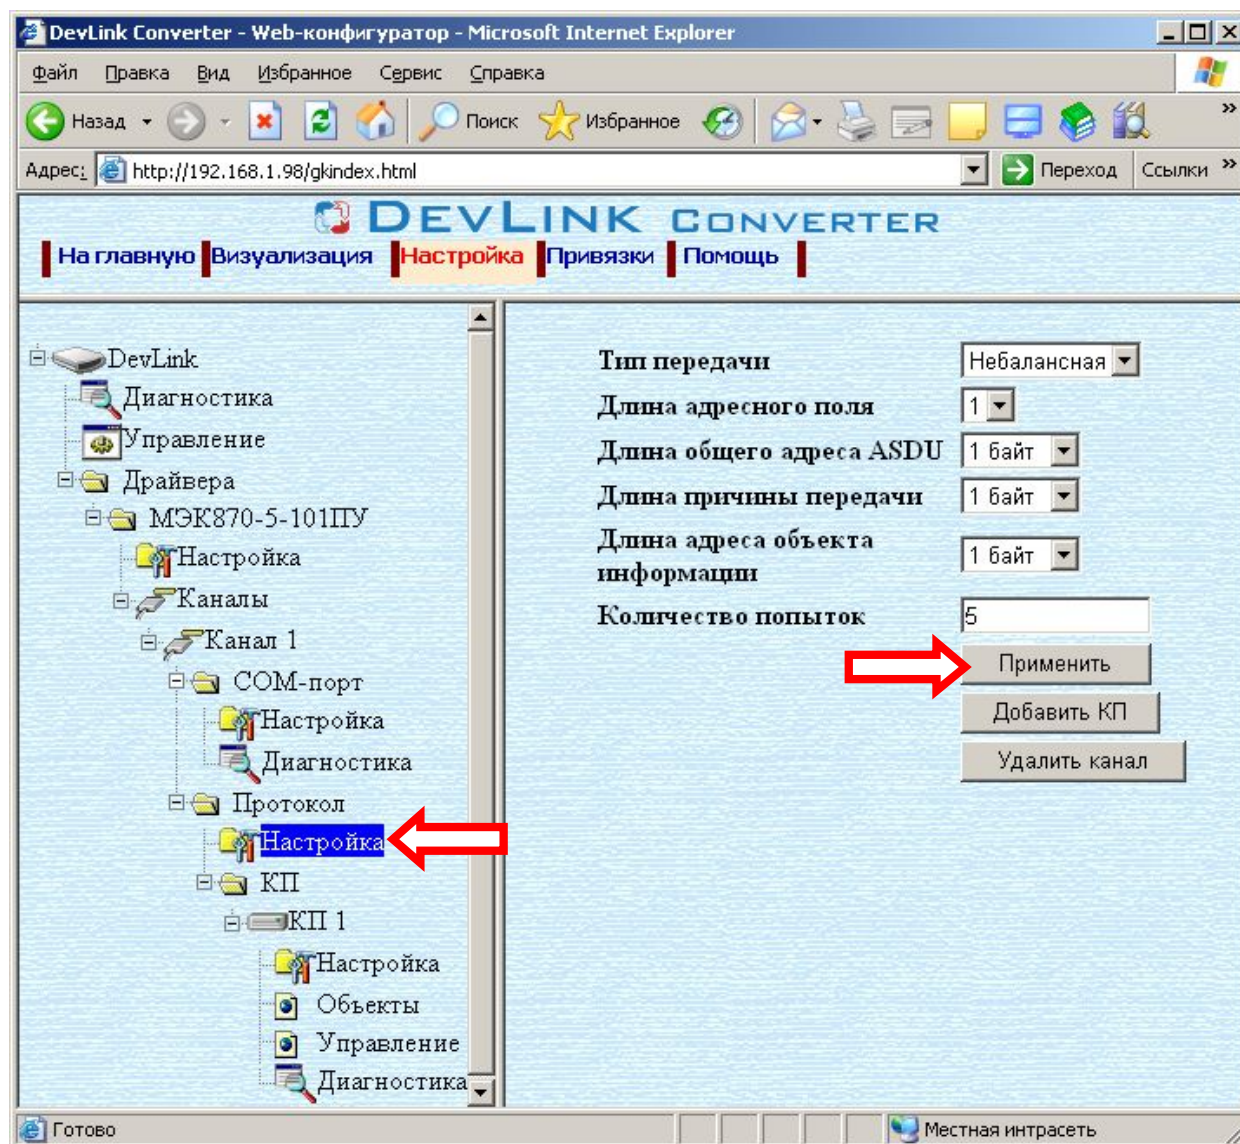 DevLink Converter - Web-конфигуратор - Microsoft Internet Explorer
Файл Правка Вид Избранное Сервис Справка
Назад Поиск Избранное »
Адрес: http://192.168.1.98/gkindex.html Переход Ссылки »
DEVLINK CONVERTER
На главную Визуализация Настройка Привязки Помощь
DevLink
Диагностика
Управление
Драйвера
МЭК870-5-101ПУ
Настройка
Каналы
Канал 1
COM-порт
Настройка
Диагностика
Протокол
Настройка
КП
КП 1
Настройка
Объекты
Управление
Диагностика
Тип передачи Небалансная
Длина адресного поля 1
Длина общего адреса ASDU 1 байт
Длина причины передачи 1 байт
Длина адреса объекта
информации 1 байт
Количество попыток 5
Применить
Добавить КП
Удалить канал
Готово Местная интрасеть